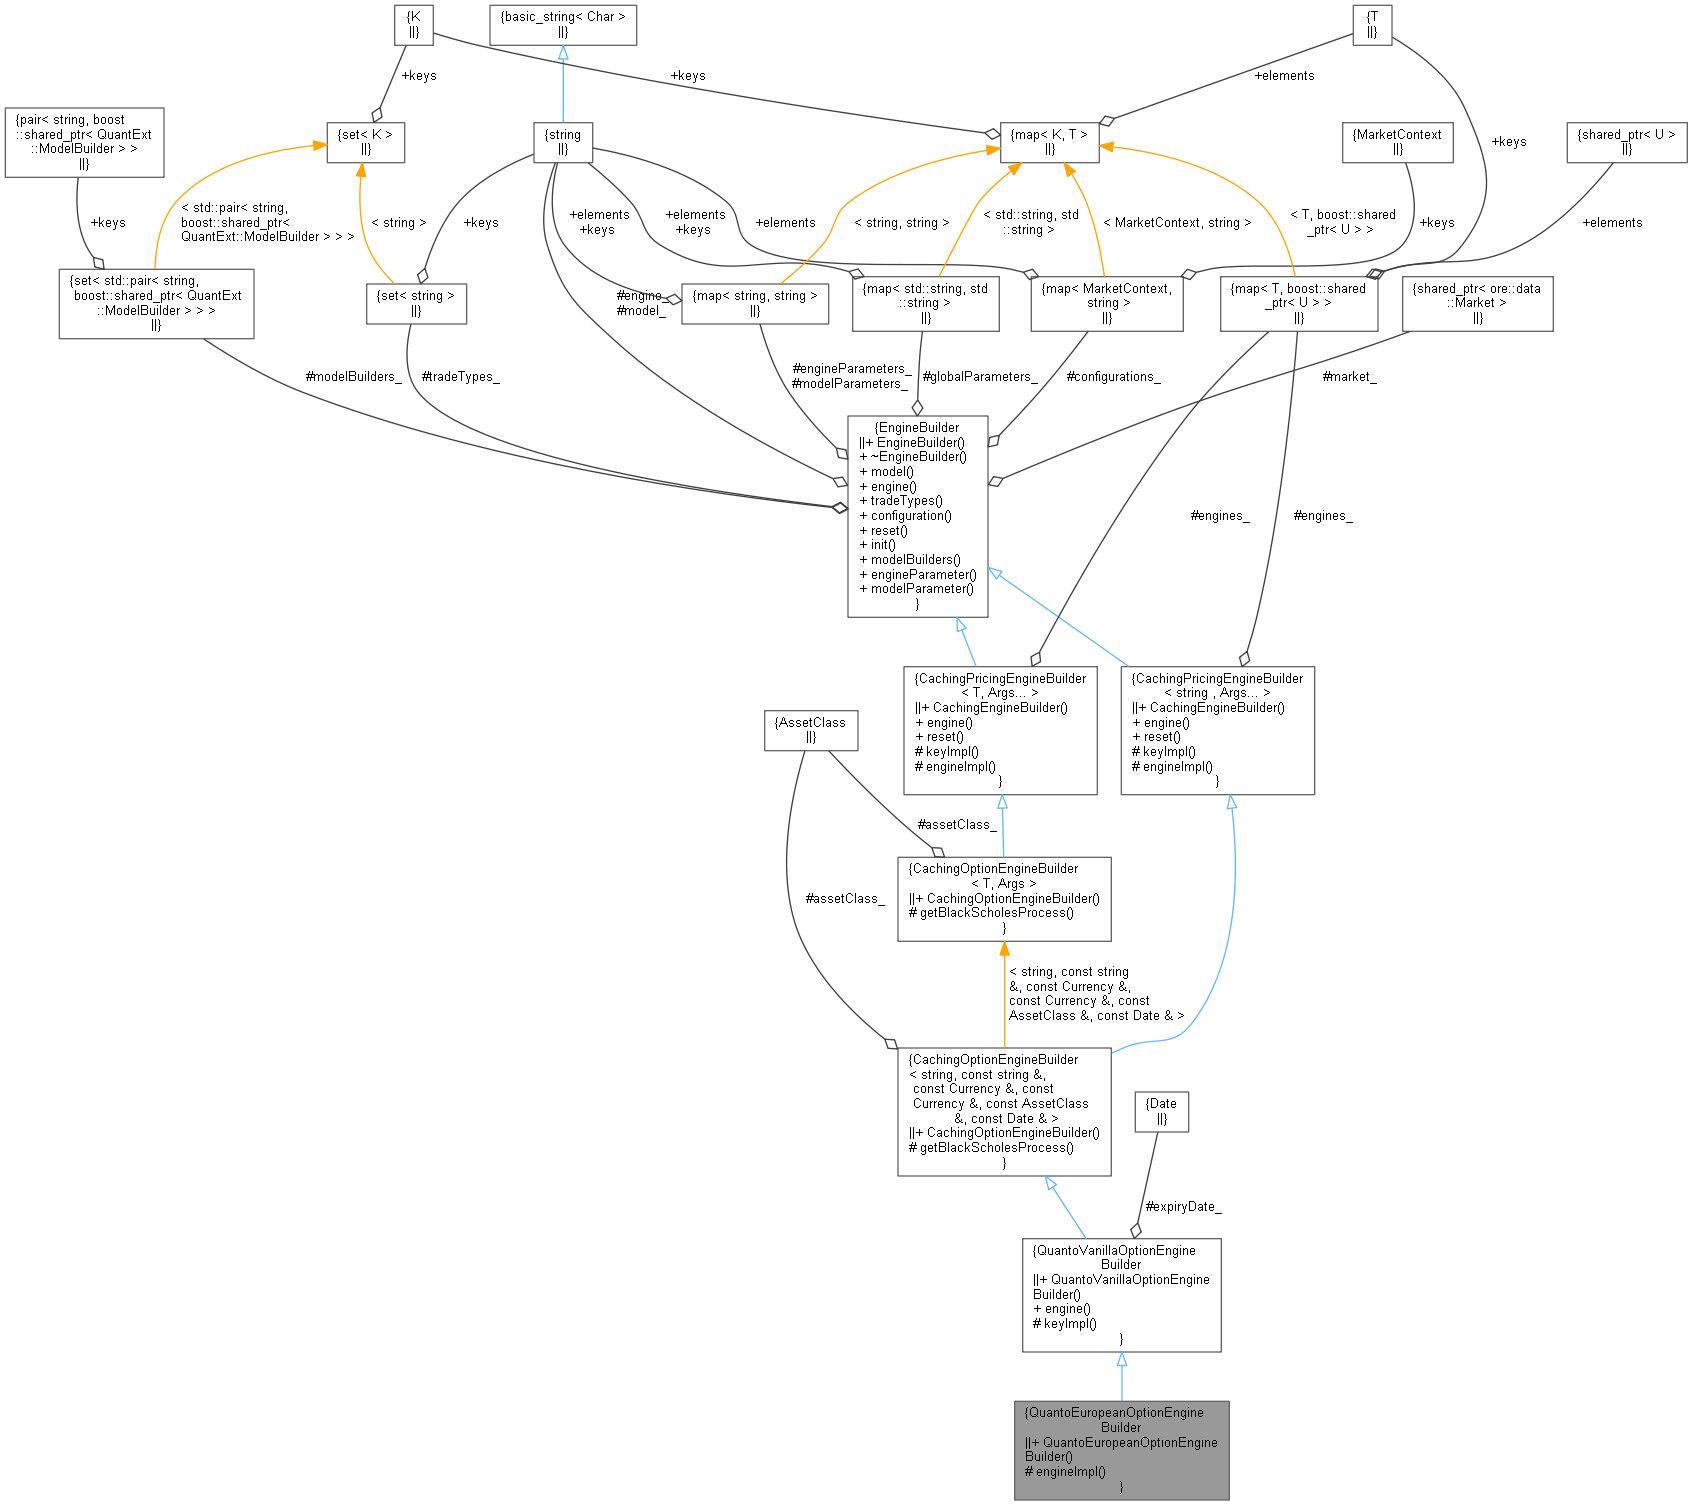 {K
||}
{basic_string< Char >
||}
{T
||}
+keys
+keys
+elements
{pair< string, boost
::shared_ptr< QuantExt
::ModelBuilder > >
||}
{set< K >
||}
{string
||}
{map< K, T >
||}
{MarketContext
||}
{shared_ptr< U >
||}
+keys
+keys
< std::pair< string,
boost::shared_ptr<
QuantExt::ModelBuilder > > >
< string >
+keys
+elements
+keys
+elements
+keys
+elements
< string, string >
< std::string, std
::string >
< MarketContext, string >
< T, boost::shared
_ptr< U > >
+keys
+elements
{set< std::pair< string,
boost::shared_ptr< QuantExt
::ModelBuilder > > >
||}
{set< string >
||}
#engine_
#model_
{map< string, string >
||}
{map< std::string, std
::string >
||}
{map< MarketContext,
string >
||}
{map< T, boost::shared
_ptr< U > >
||}
{shared_ptr< ore::data
::Market >
||}
#modelBuilders_
#tradeTypes_
#engineParameters_
#modelParameters_
#globalParameters_
#configurations_
#market_
{EngineBuilder
||+ EngineBuilder()
+ ~EngineBuilder()
+ model()
+ engine()
+ tradeTypes()
+ configuration()
+ reset()
+ init()
+ modelBuilders()
+ engineParameter()
+ modelParameter()
}
#engines_
#engines_
{CachingPricingEngineBuilder
< T, Args... >
||+ CachingEngineBuilder()
+ engine()
+ reset()
# keyImpl()
# engineImpl()
}
{CachingPricingEngineBuilder
< string , Args... >
||+ CachingEngineBuilder()
+ engine()
+ reset()
# keyImpl()
# engineImpl()
}
{AssetClass
||}
#assetClass_
#assetClass_
{CachingOptionEngineBuilder
< T, Args >
||+ CachingOptionEngineBuilder()
# getBlackScholesProcess()
}
< string, const string
&, const Currency &,
const Currency &, const
AssetClass &, const Date & >
{CachingOptionEngineBuilder
< string, const string &,
const Currency &, const
Currency &, const AssetClass
&, const Date & >
||+ CachingOptionEngineBuilder()
# getBlackScholesProcess()
}
{Date
||}
#expiryDate_
{QuantoVanillaOptionEngine
Builder
||+ QuantoVanillaOptionEngine
Builder()
+ engine()
# keyImpl()
}
{QuantoEuropeanOptionEngine
Builder
||+ QuantoEuropeanOptionEngine
Builder()
# engineImpl()
}